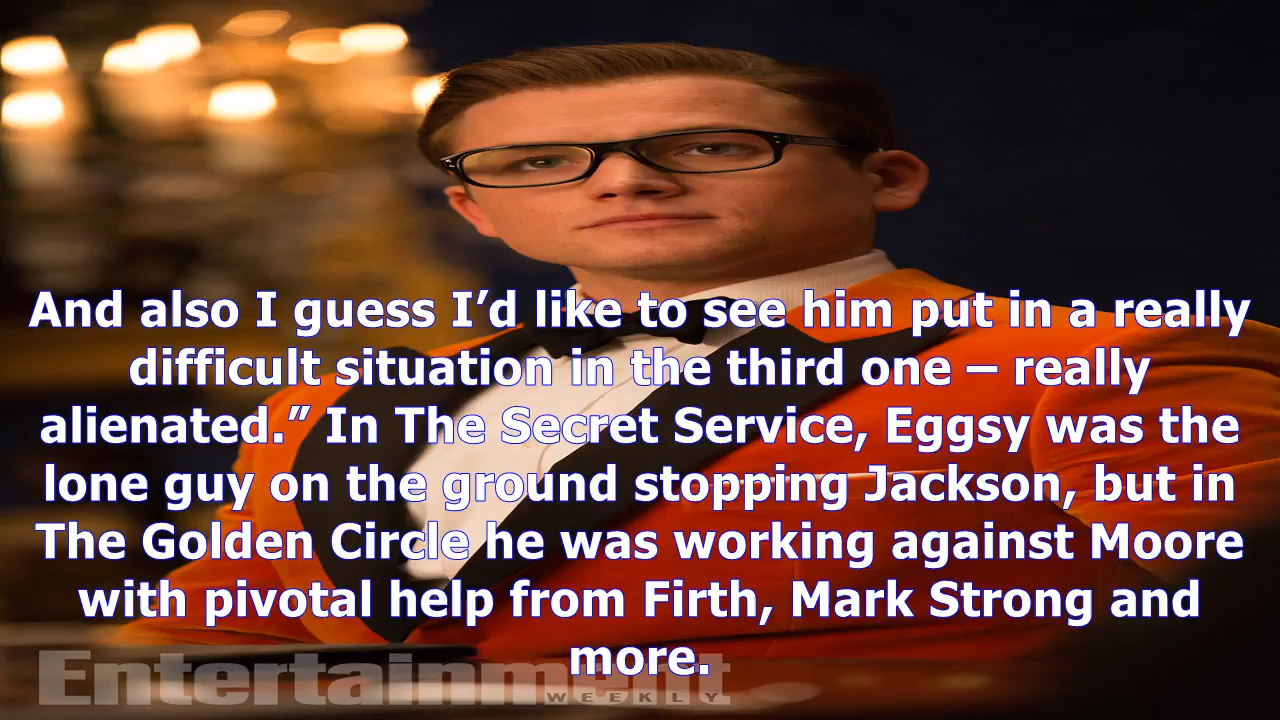 And also I guess I’d like to see him put in a really
difficult situation in the third one – really
alienated.” In The Secret Service, Eggsy was the
lone guy on the ground stopping Jackson, but in
The Golden Circle he was working against Moore
with pivotal help from Firth, Mark Strong and
more.
Entertainment
WEEKLY